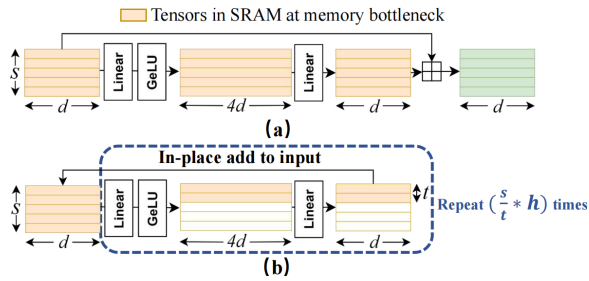 Tensors in SRAM at memory bottleneck
s
Linear
GeLU
Linear
d
4d
d
d
(a)
In-place add to input
s
Linear
GeLU
Linear
t
Repeat (s/t * h) times
d
4d
d
(b)